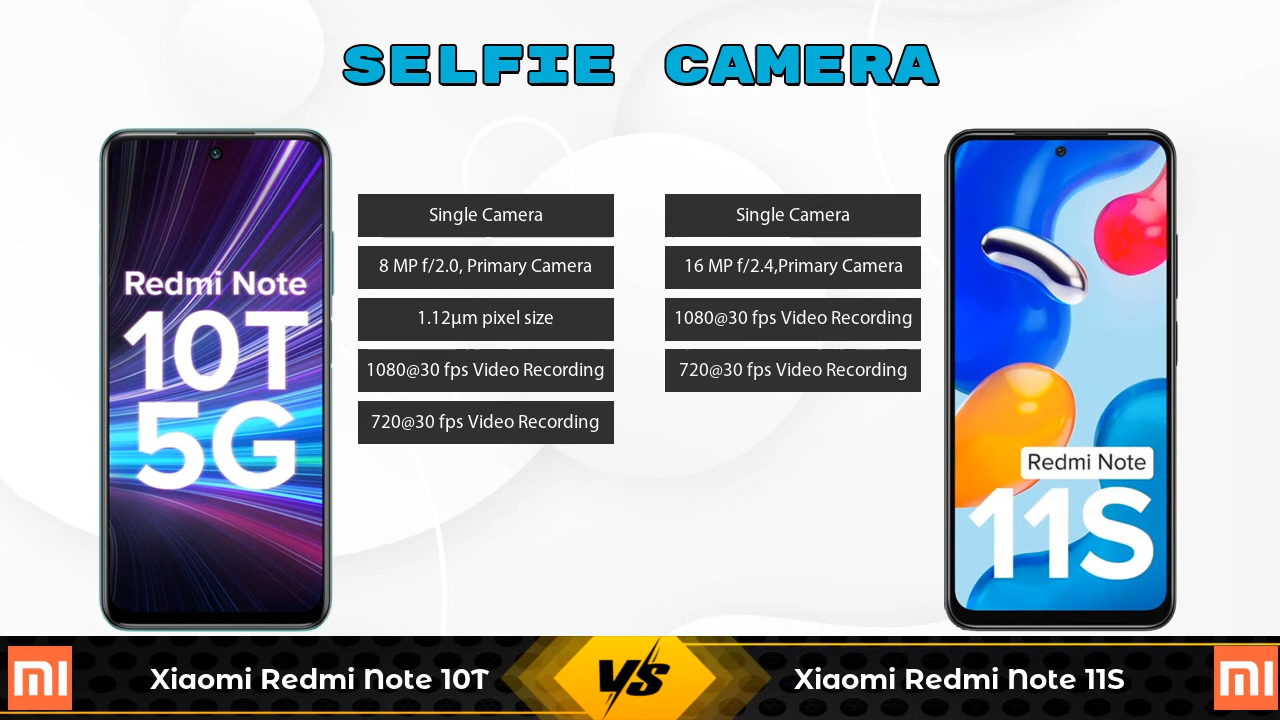 SELFIE CAMERA
Redmi Note
10T
5G
Single Camera
8 MP f/2.0, Primary Camera
1.12µm pixel size
1080@30 fps Video Recording
720@30 fps Video Recording
Single Camera
16 MP f/2.4,Primary Camera
1080@30 fps Video Recording
720@30 fps Video Recording
Redmi Note
11S
mi
Xiaomi Redmi Note 10T
VS
Xiaomi Redmi Note 11S
mi